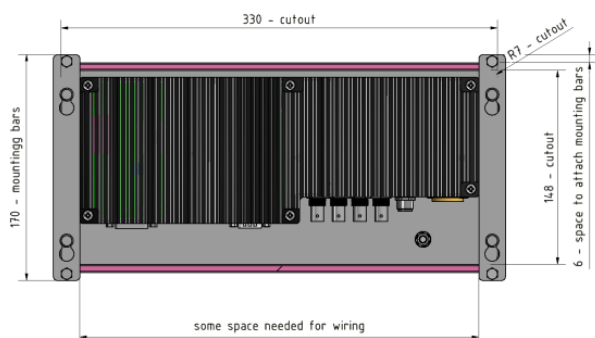 330 - cutout
R7 - cutout
170 - mountingg bars
148 - cutout
6 - space to attach mounting bars
some space needed for wiring